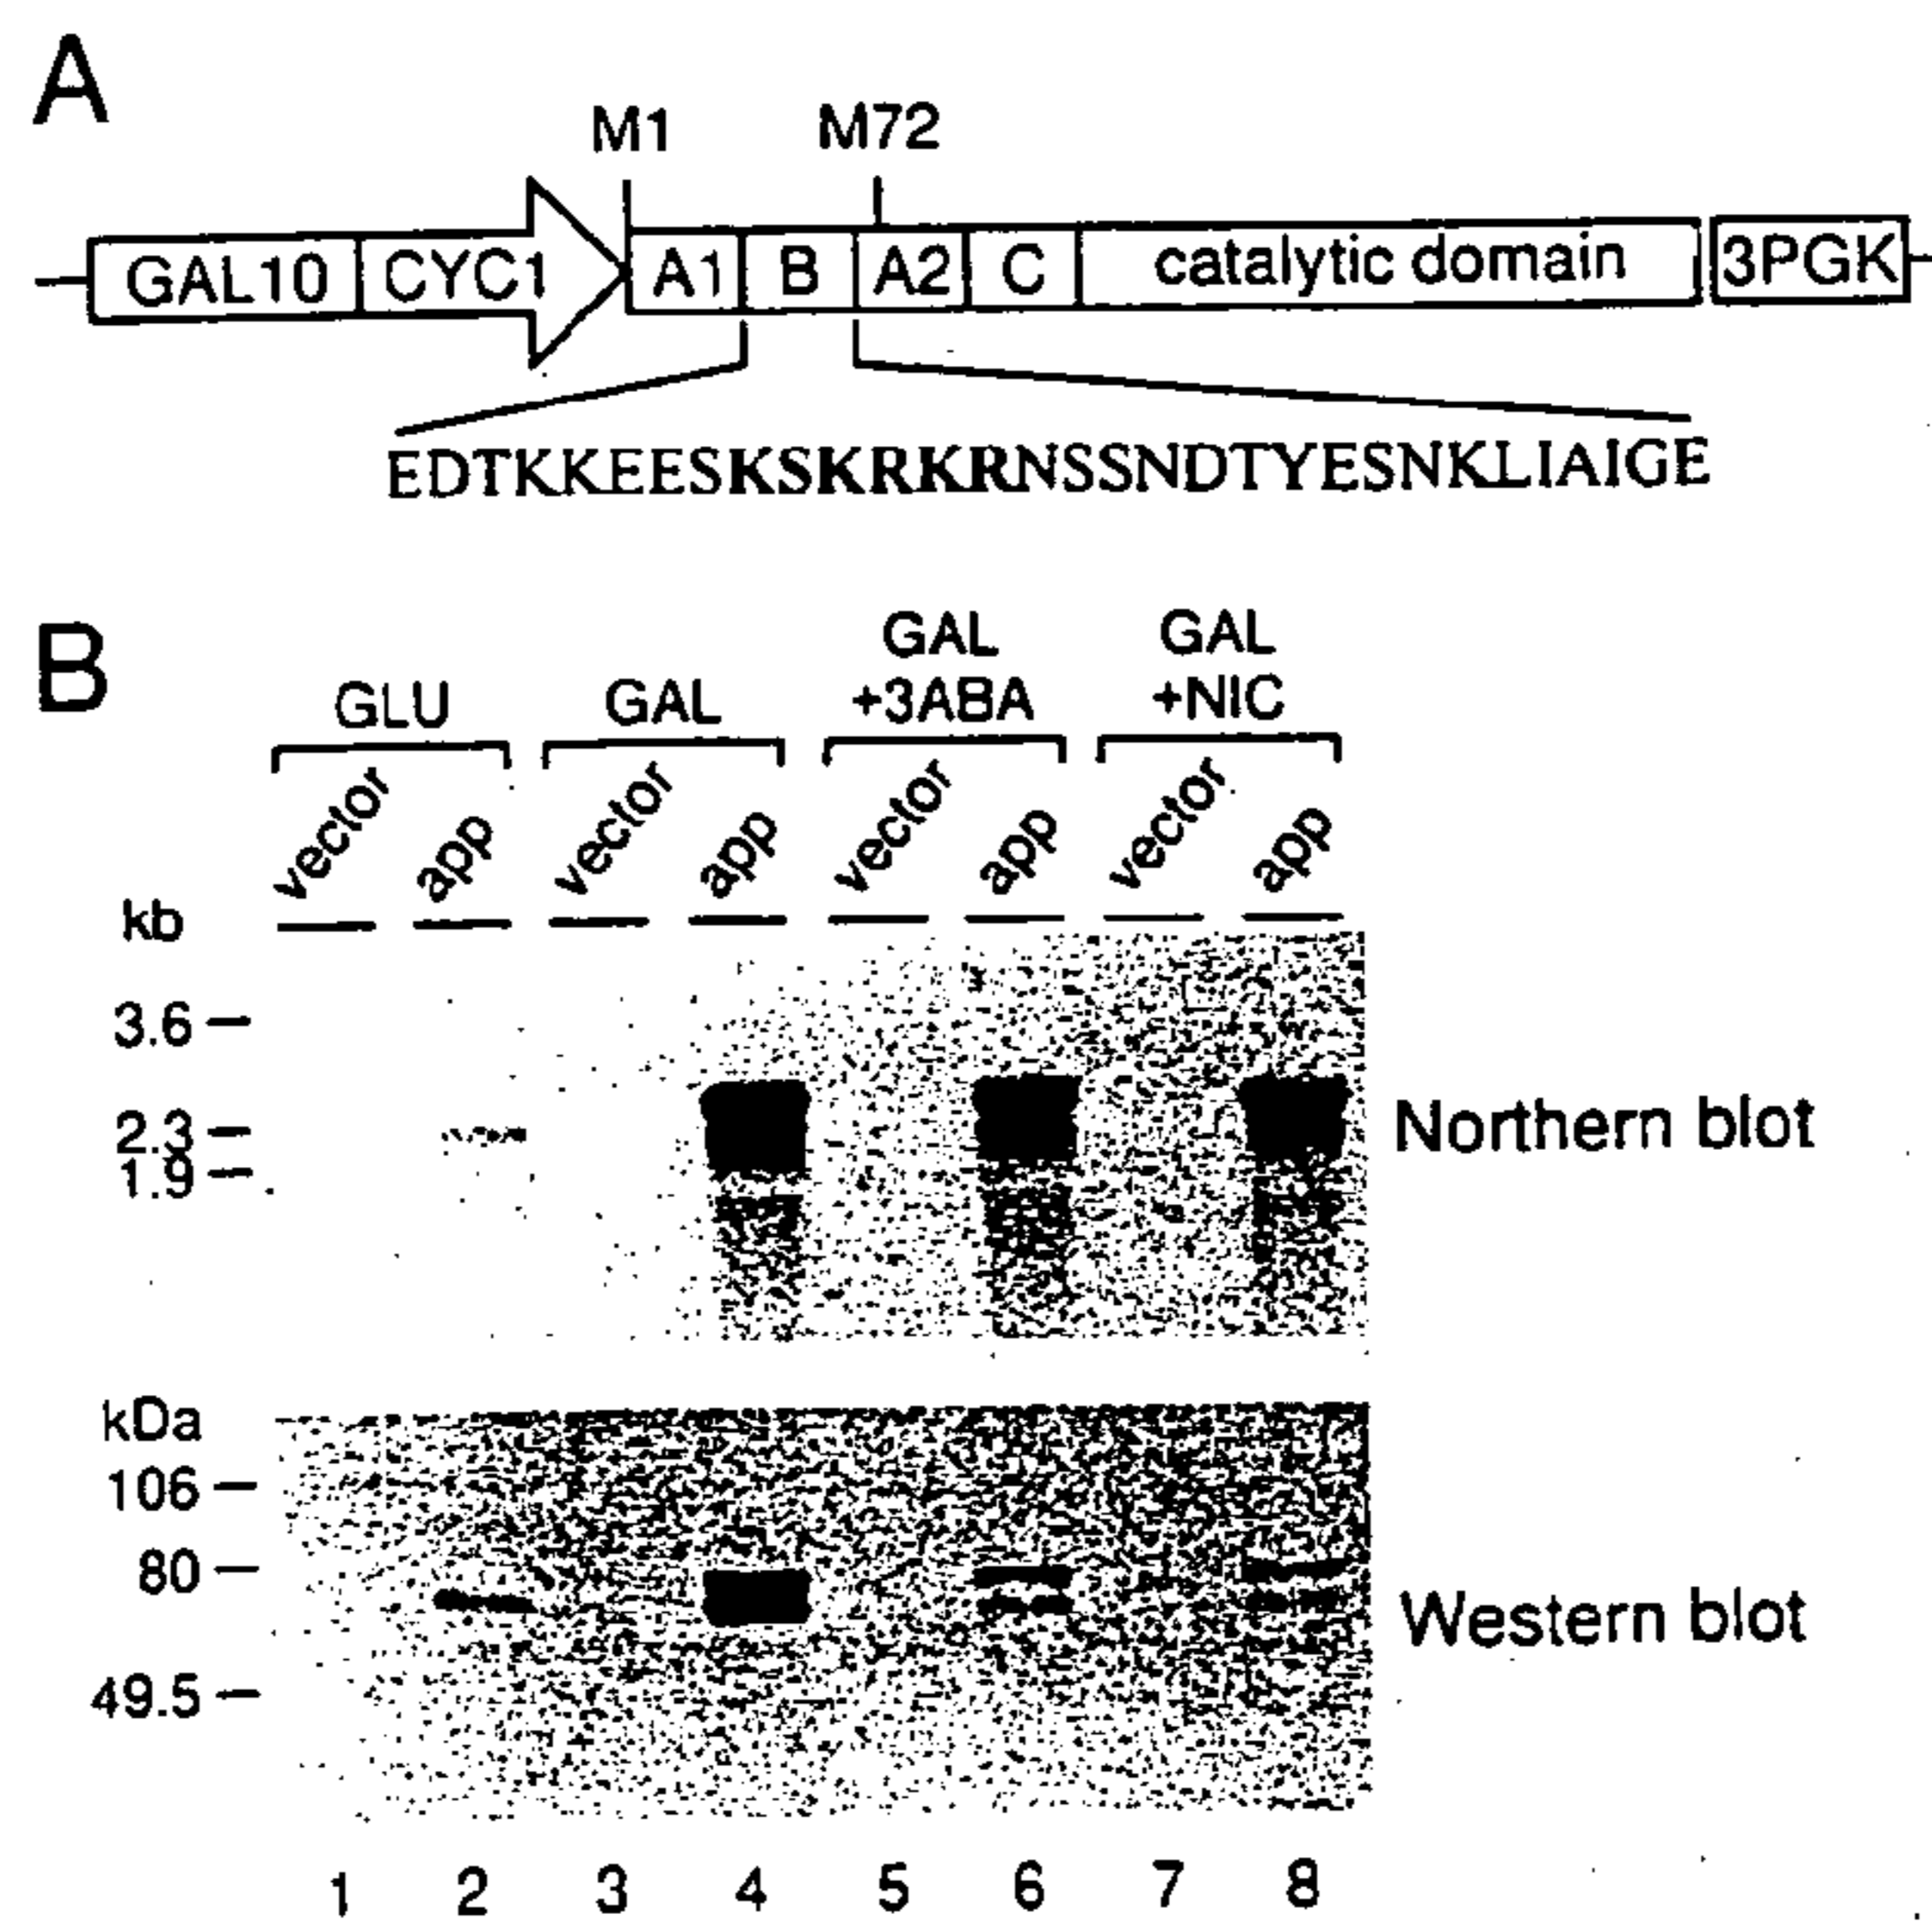 A
M1 M72
GAL10 CYC1 A1 B A2 C catalytic domain 3PGK
EDTKKEESKSKRKRNSSNDTYESNKLIAIGE
B
GLU GAL GAL +3ABA GAL +NIC
vector app vector app vector app vector app
kb
3.6
2.3
1.9
Northern blot
kDa
106
80
49.5
Western blot
1 2 3 4 5 6 7 8